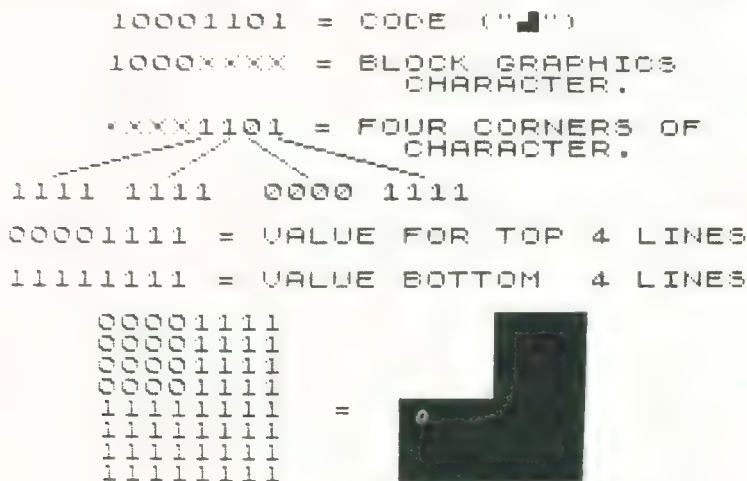 10001101 = CODE ("▟")
1000XXXX = BLOCK GRAPHICS
CHARACTER.
XXXX1101 = FOUR CORNERS OF
CHARACTER.
1111 1111 0000 1111
00001111 = VALUE FOR TOP 4 LINES
11111111 = VALUE BOTTOM 4 LINES
00001111
00001111
00001111
00001111
11111111 =
11111111
11111111
11111111